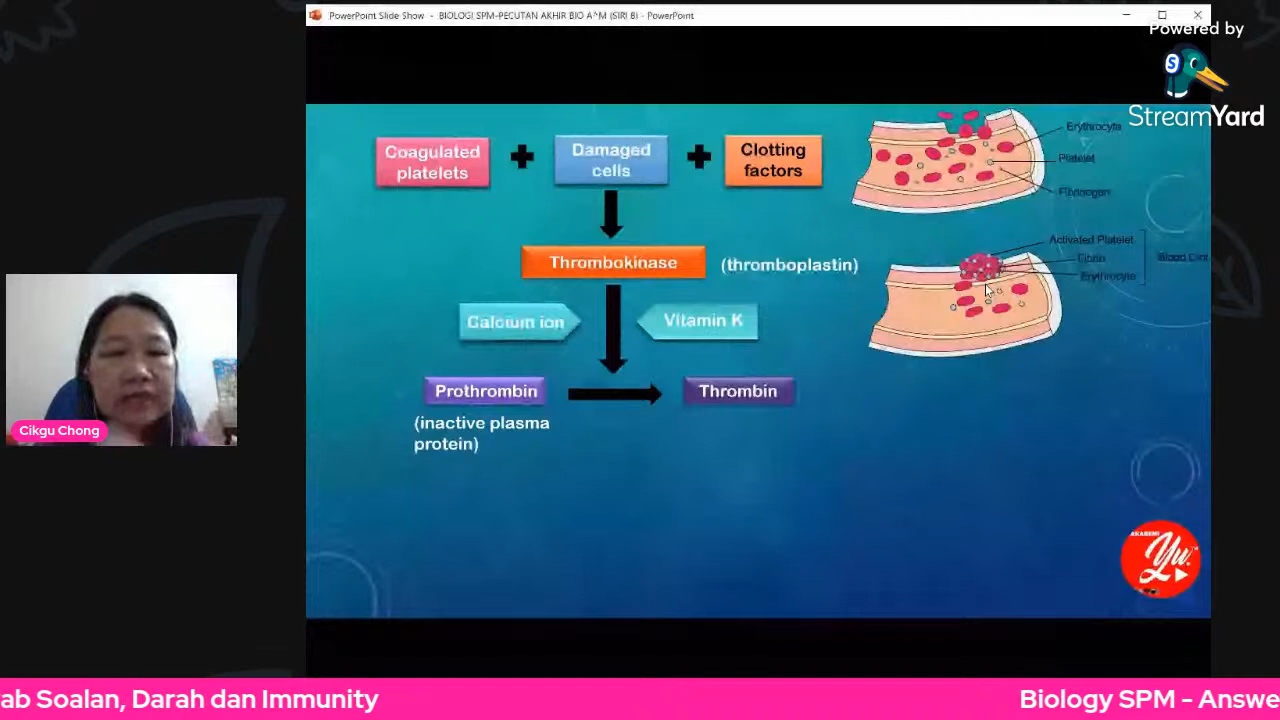 PowerPoint Slide Show - BIOLOGI SPM-PECUTAN AKHIR BIO A^M (SIRI 8) - PowerPoint
Powered by
StreamYard
Coagulated
platelets
Damaged
cells
Clotting
factors
Erythrocyte
Platelet
Fibrinogen
Thrombokinase
(thromboplastin)
Activated Platelet
Fibrin
Erythrocyte
Blood Clot
Calcium ion
Vitamin K
Prothrombin
Thrombin
(inactive plasma
protein)
Cikgu Chong
AKADEMI
Yu
ab Soalan, Darah dan Immunity
Biology SPM - Answe